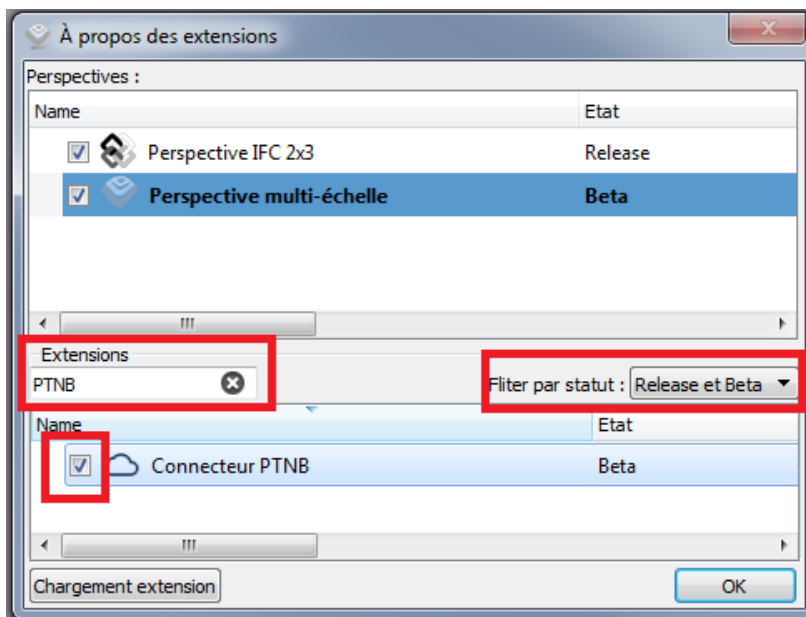 À propos des extensions
Perspectives :
Name Etat
Perspective IFC 2x3 Release
Perspective multi-échelle Beta
Extensions
PTNB Fliter par statut : Release et Beta
Name Etat
Connecteur PTNB Beta
Chargement extension OK